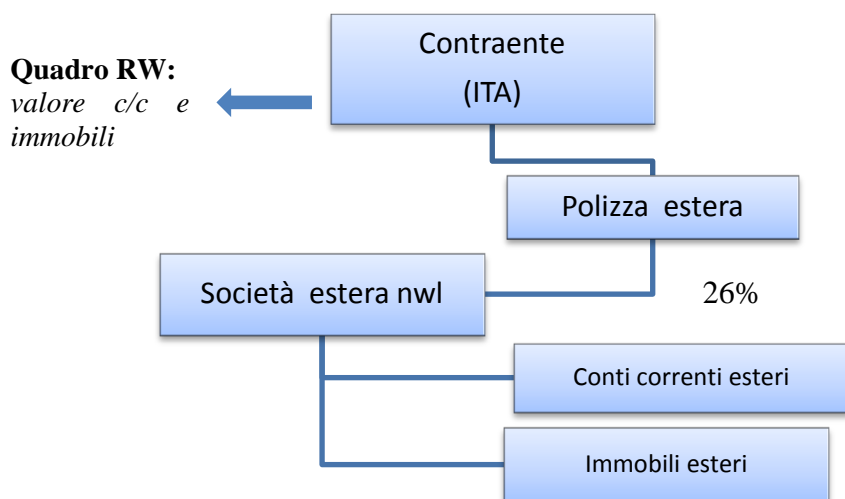 Contraente
(ITA)
Quadro RW:
valore c/c e
immobili
Polizza estera
Società estera nwl
26%
Conti correnti esteri
Immobili esteri